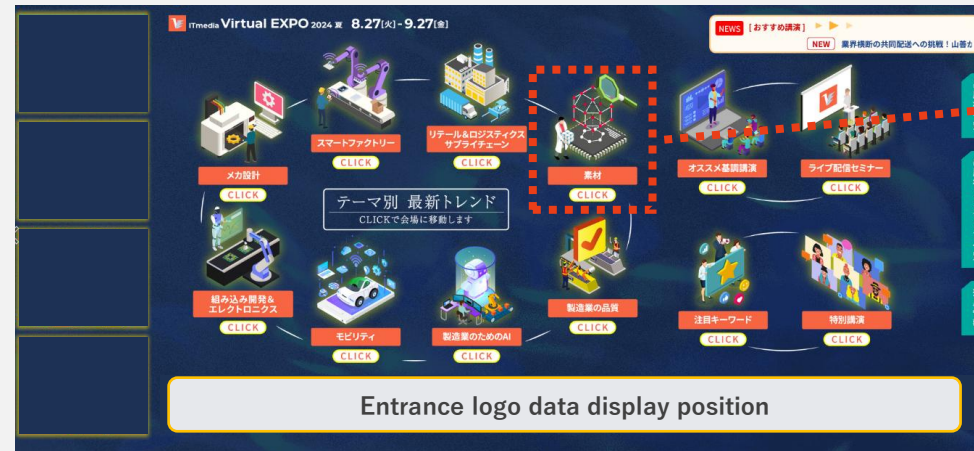 ITmedia Virtual EXPO 2024 夏 8.27[火]-9.27[金]
NEWS [おすすめ講演]
NEW 業界横断の共同配送への挑戦！山善が
メカ設計
CLICK
スマートファクトリー
CLICK
リテール&ロジスティクス
サプライチェーン
CLICK
素材
CLICK
オススメ基調講演
CLICK
ライブ配信セミナー
CLICK
テーマ別 最新トレンド
CLICKで会場に移動します
組み込み開発&
エレクトロニクス
CLICK
モビリティ
CLICK
製造業のためのAI
CLICK
製造業の品質
CLICK
注目キーワード
CLICK
特別講演
CLICK
Entrance logo data display position